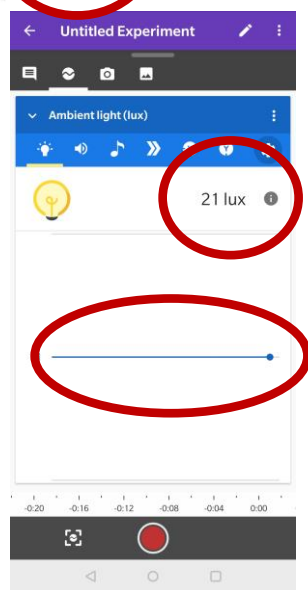 Untitled Experiment
Ambient light (lux)
21 lux
-0:20 -0:16 -0:12 -0:08 -0:04 0:00